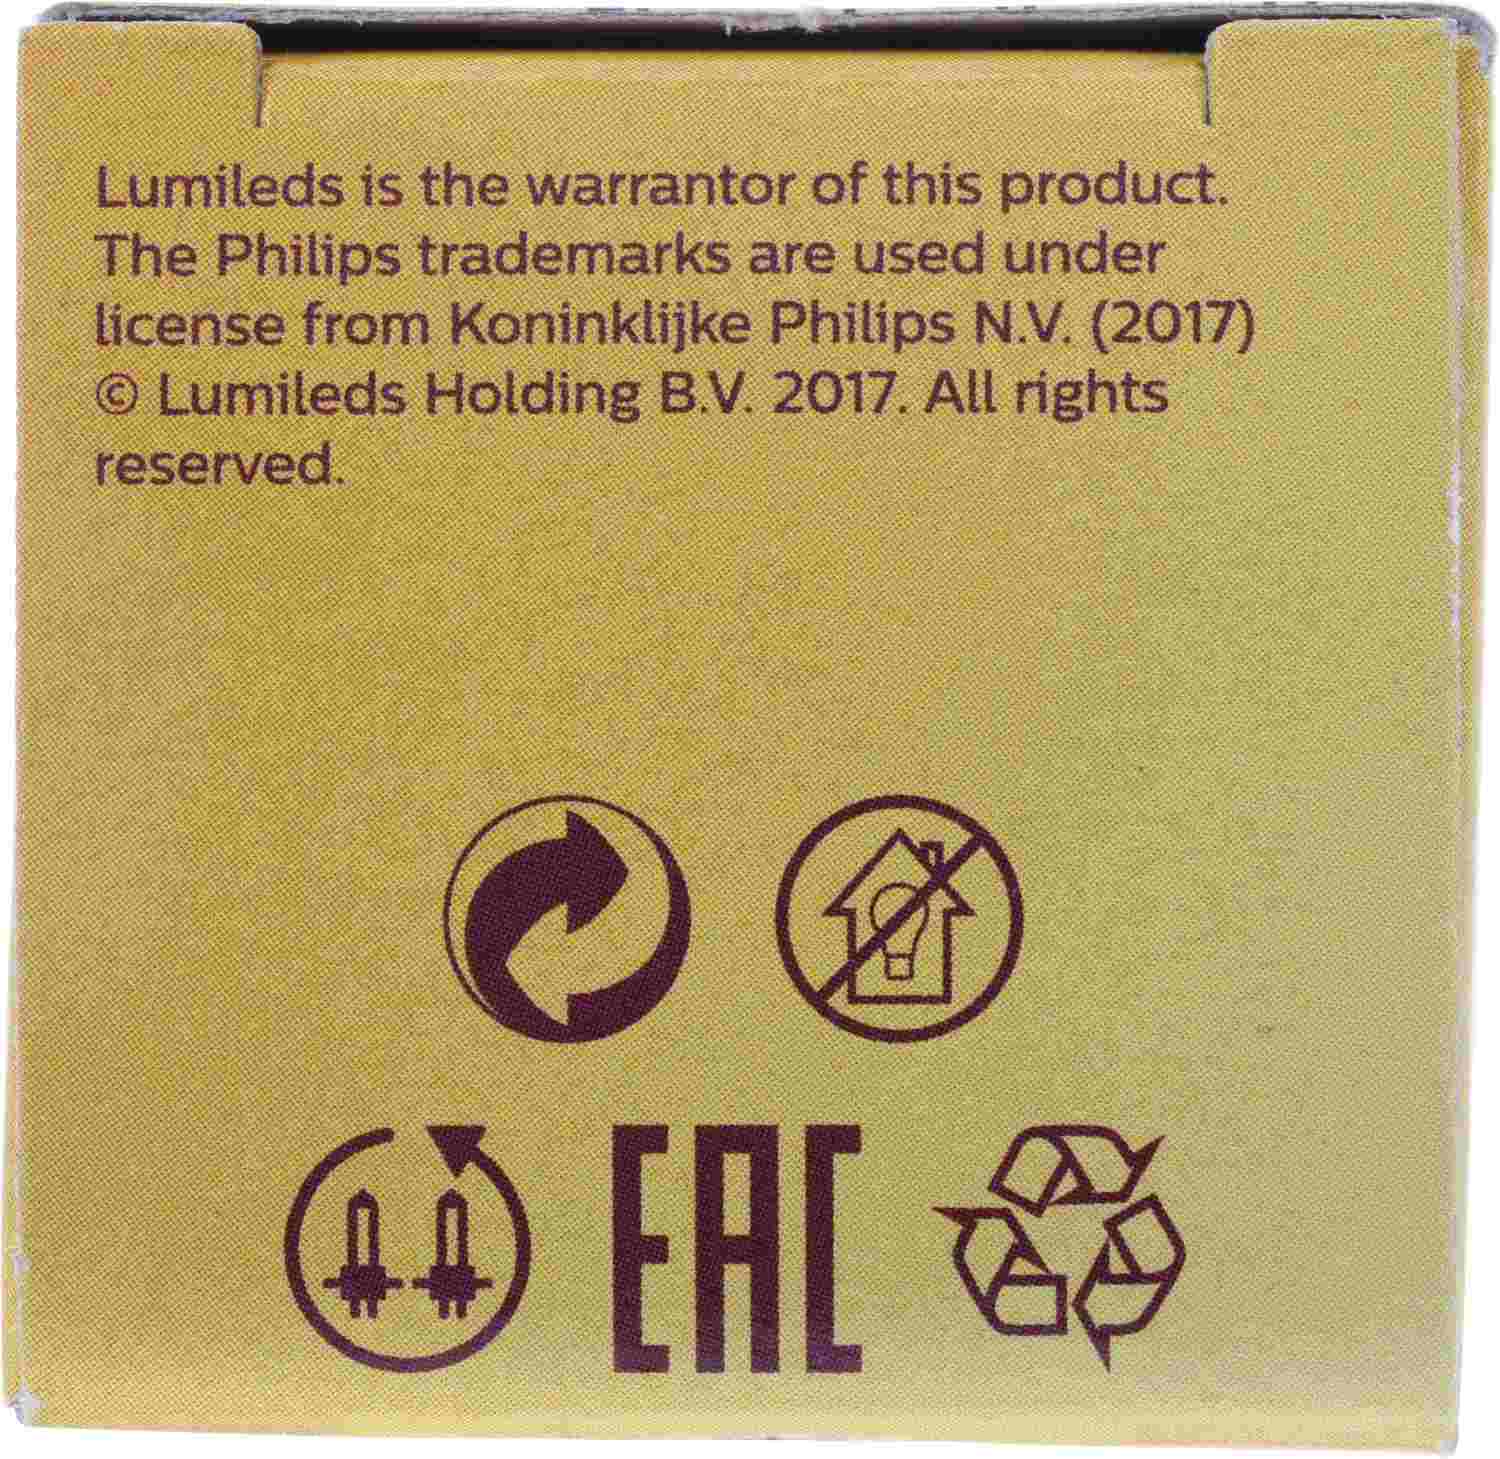 Lumileds is the warrantor of this product.
The Philips trademarks are used under
license from Koninklijke Philips N.V. (2017)
© Lumileds Holding B.V. 2017. All rights
reserved.
EAC